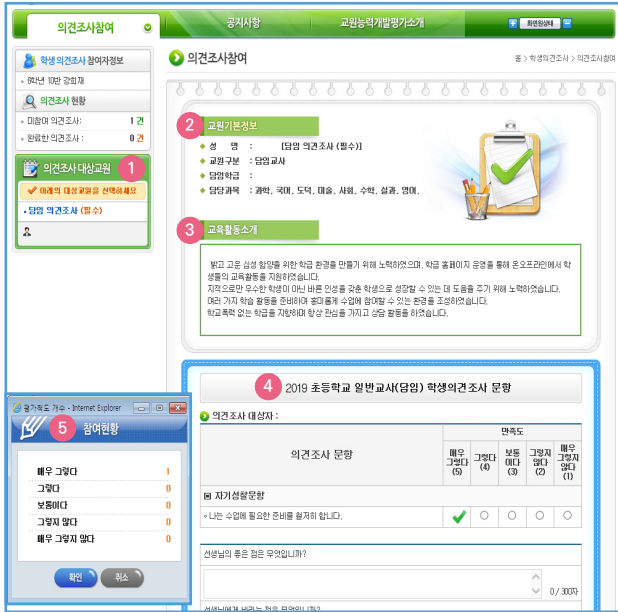 의견조사참여
공지사항
교원능력개발평가소개
화면원상태
학생 의견조사 참여자정보
6학년 10반 강희재
의견조사 현황
미참여 의견조사: 1 건
완료한 의견조사 : 0 건
의견조사 대상교원 1
아래의 대상교원을 선택하세요
담임 의견조사 (필수)
의견조사참여
홈 > 학생의견조사 > 의견조사참여
2 교원기본정보
성 명 : [담임 의견조사 (필수)]
교원구분 : 담임교사
담임학급 :
담당과목 : 과학, 국어, 도덕, 미술, 사회, 수학, 실과, 영어,
3 교육활동소개
밝고 고운 심성 함양을 위한 학급 환경을 만들기 위해 노력하였으며, 학급 홈페이지 운영을 통해 온오프라인에서 학
생들의 교육활동을 지원하였습니다.
지적으로만 우수한 학생이 아닌 바른 인성을 갖춘 학생으로 성장할 수 있는 데 도움을 주기 위해 노력하였습니다.
여러 가지 학습 활동을 준비하여 흥미롭게 수업에 참여할 수 있는 환경을 조성하였습니다.
학교폭력 없는 학급을 지향하며 항상 관심을 가지고 상담 활동을 하였습니다.
4 2019 초등학교 일반교사(담임) 학생의견조사 문항
의견조사 대상자 :
의견조사 문항
만족도
매우 그렇다 (5)
그렇다 (4)
보통이다 (3)
그렇지 않다 (2)
매우 그렇지 않다 (1)
자기성찰문항
나는 수업에 필요한 준비를 철저히 합니다.
선생님의 좋은 점은 무엇입니까?
0 / 300자
선생님에게 바라는 점은 무엇입니까?
평가척도 개수 - Internet Explorer
5 참여현황
매우 그렇다 1
그렇다 0
보통이다 0
그렇지 않다 0
매우 그렇지 않다 0
확인
취소